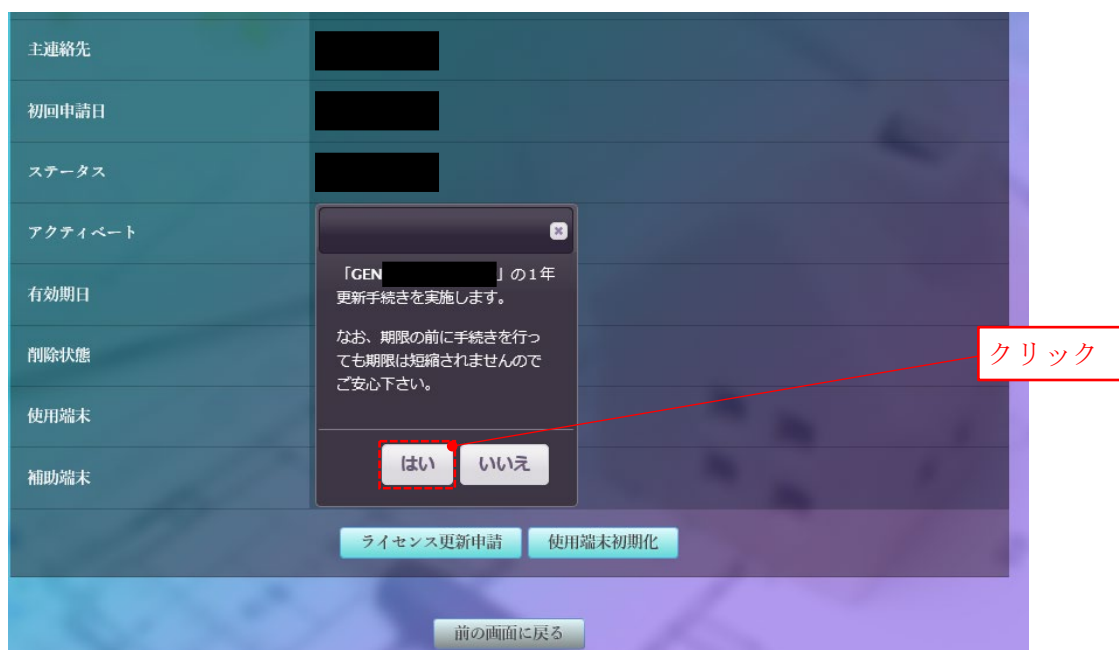 主連絡先
初回申請日
ステータス
アクティベート
有効期日
削除状態
使用端末
補助端末
「GEN 」の1年
更新手続きを実施します。
なお、期限の前に手続きを行っ
ても期限は短縮されませんので
ご安心下さい。
はい いいえ
クリック
ライセンス更新申請 使用端末初期化
前の画面に戻る